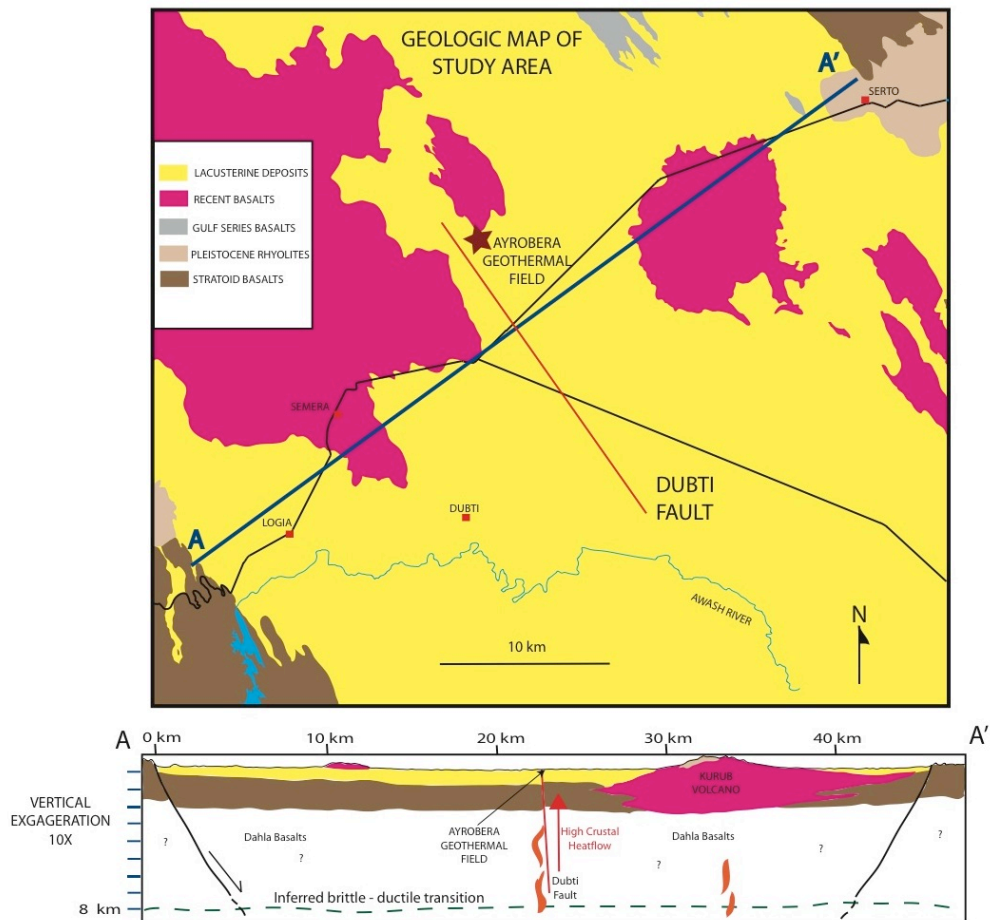 GEOLOGIC MAP OF
STUDY AREA
A'
SERTO
LACUSTERINE DEPOSITS
RECENT BASALTS
GULF SERIES BASALTS
PLEISTOCENE RHYOLITES
STRATOID BASALTS
AYROBERA
GEOTHERMAL
FIELD
SEMERA
DUBTI
FAULT
DUBTI
LOGIA
A
AWASH RIVER
N
10 km
A
0 km
10 km
20 km
30 km
40 km
A'
VERTICAL
EXAGERATION
10X
KURUB
VOLCANO
?
Dahla Basalts
?
AYROBERA
GEOTHERMAL
FIELD
High Crustal
Heatflow
Dahla Basalts
?
?
?
Dubti
Fault
Inferred brittle - ductile transition
8 km